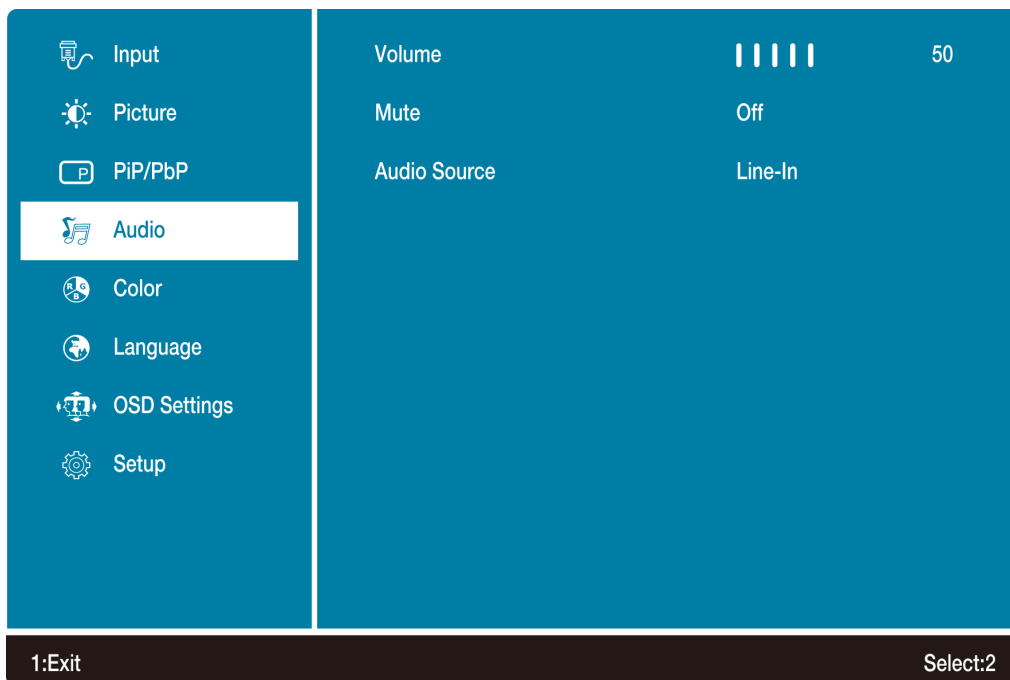 Input
Picture
P PiP/PbP
Audio
R G B Color
Language
OSD Settings
Setup
Volume 50
Mute Off
Audio Source Line-In
1:Exit Select:2